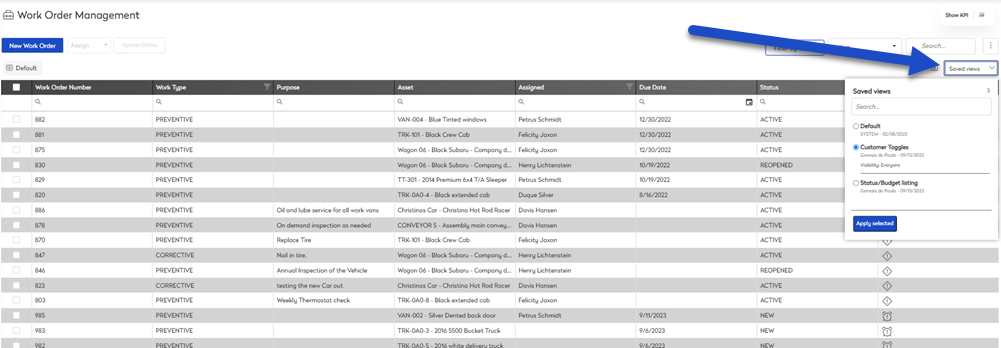 Work Order Management
Show KPI
New Work Order Assign Update Status Search...
Default Saved views
Work Order Number Work Type Purpose Asset Assigned Due Date Status
882 PREVENTIVE VAN-004 - Blue Tinted windows Petrus Schmidt 12/30/2022 ACTIVE
881 PREVENTIVE TRK-101 - Black Crew Cab Felicity Jaxon 12/30/2022 ACTIVE
875 PREVENTIVE Wagon 06 - Black Subaru - Company d... Felicity Jaxon 12/30/2022 ACTIVE
830 PREVENTIVE Wagon 06 - Black Subaru - Company d... Henry Lichtenstein 10/19/2022 REOPENED
829 PREVENTIVE TT-301 - 2014 Premium 6x4 T/A Sleeper Petrus Schmidt 10/19/2022 ACTIVE
820 PREVENTIVE TRK-0A0-4 - Black extended cab Duque Silver 8/16/2022 ACTIVE
886 PREVENTIVE Oil and lube service for all work vans Christinas Car - Christina Hot Rod Racer Davis Hansen ACTIVE
878 PREVENTIVE On demand inspection as needed CONVEYOR 5 - Assembly main convey... Davis Hansen ACTIVE
870 PREVENTIVE Replace Tire TRK-101 - Black Crew Cab Felicity Jaxon ACTIVE
847 CORRECTIVE Nail in tire. Wagon 06 - Black Subaru - Company d... Henry Lichtenstein ACTIVE
846 PREVENTIVE Annual Inspection of the Vehicle Wagon 06 - Black Subaru - Company d... Henry Lichtenstein REOPENED
823 CORRECTIVE testing the new Car out Christinas Car - Christina Hot Rod Racer Davis Hansen ACTIVE
803 PREVENTIVE Weekly Thermostat check TRK-0A0-8 - Black extended cab Felicity Jaxon ACTIVE
985 PREVENTIVE VAN-002 - Silver Dented back door Petrus Schmidt 9/11/2023 NEW
983 PREVENTIVE TRK-0A0-3 - 2016 5500 Bucket Truck 9/6/2023 NEW
982 PREVENTIVE TRK-0A0-5 - 2016 white delivery truck 9/6/2023 NEW
Saved views 3
Search...
Default
SYSTEM - 02/08/2023
Customer Toggles
Genesis de Paula - 09/13/2023
Visibility: Everyone
Status/Budget listing
Genesis de Paula - 09/13/2023
Apply selected